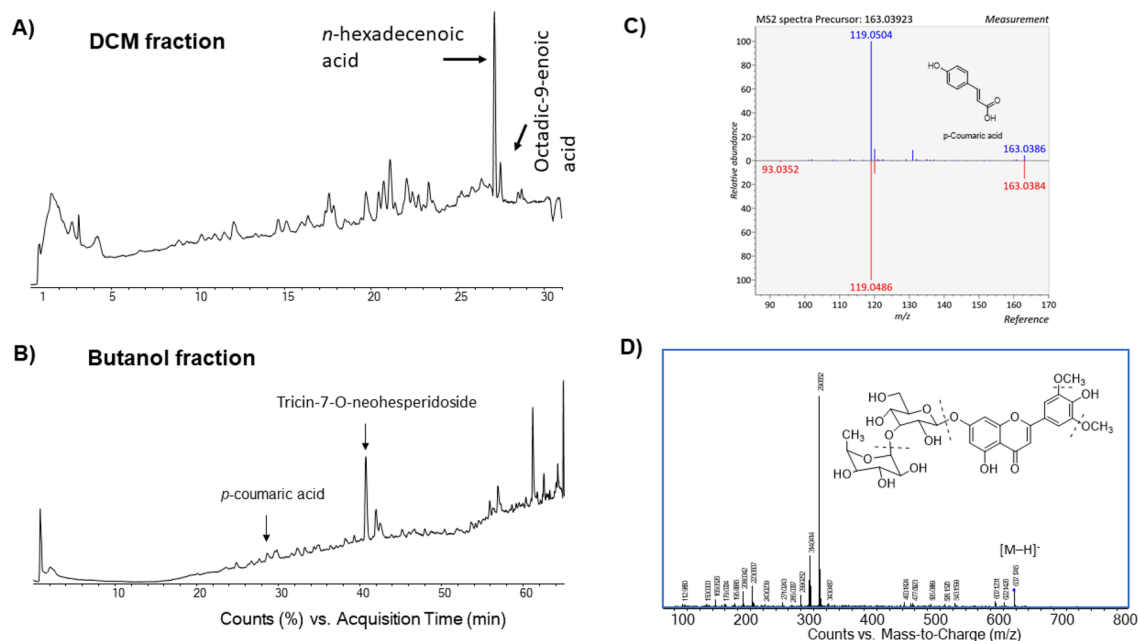 A)
DCM fraction
n-hexadecenoic
acid
Octadic-9-enoic
acid
1 5 10 15 20 25 30
B)
Butanol fraction
Tricin-7-O-neohesperidoside
p-coumaric acid
10 20 30 40 50 60
Counts (%) vs. Acquisition Time (min)
C)
MS2 spectra Precursor: 163.03923 Measurement
119.0504
100
80
60
40
20
0
20
40
60
80
100
Relative abundance
HO
O
OH
p-Coumaric acid
163.0386
93.0352
163.0384
119.0486
90 100 110 120 130 140 150 160 170
m/z
Reference
D)
OCH3
OH
OCH3
HO
O
HO
O
O
OH
O
CH3
O
OH
O
HO
OH
OH
[M–H]-
100 200 300 400 500 600 700 800
Counts vs. Mass-to-Charge (m/z)